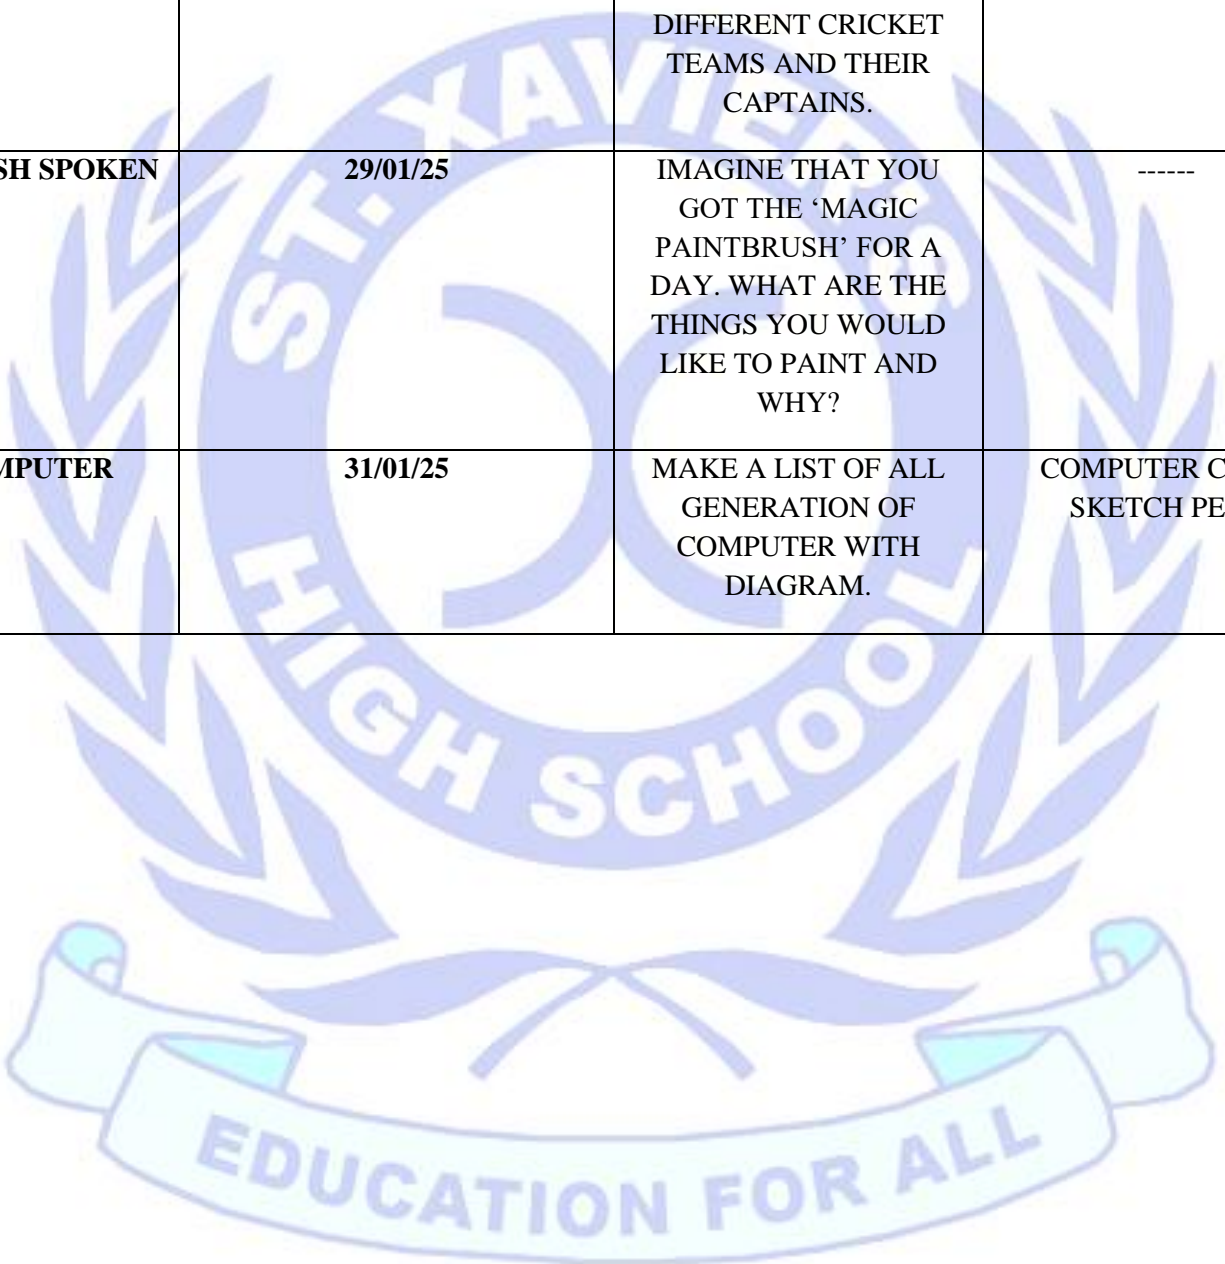 DIFFERENT CRICKET
TEAMS AND THEIR
CAPTAINS.
SH SPOKEN
29/01/25
IMAGINE THAT YOU
GOT THE ‘MAGIC
PAINTBRUSH’ FOR A
DAY. WHAT ARE THE
THINGS YOU WOULD
LIKE TO PAINT AND
WHY?
------
MPUTER
31/01/25
MAKE A LIST OF ALL
GENERATION OF
COMPUTER WITH
DIAGRAM.
COMPUTER C
SKETCH PE
ST. XAVIERS
HIGH SCHOOL
EDUCATION FOR ALL